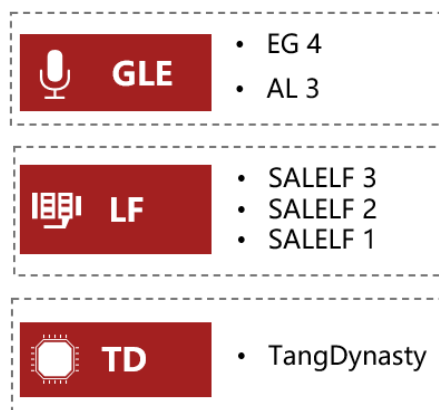 GLE
• EG 4
• AL 3
LF
• SALELF 3
• SALELF 2
• SALELF 1
TD
• TangDynasty